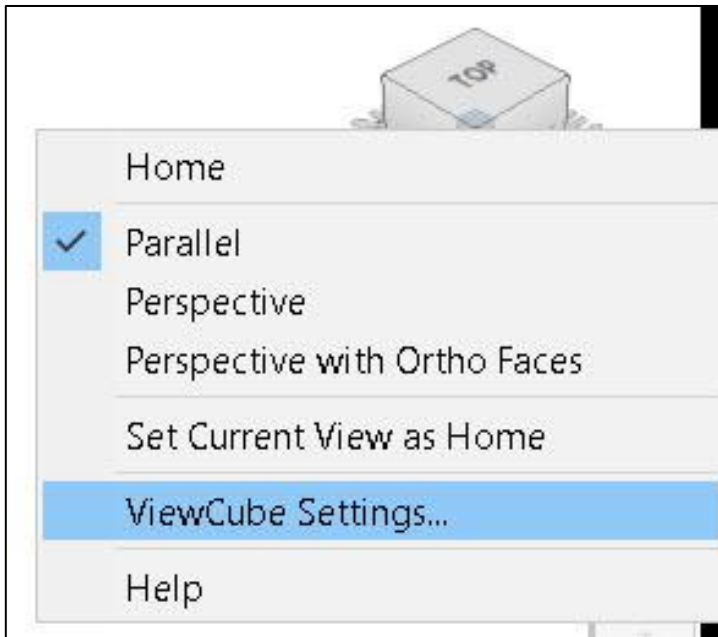 TOP
Home
Parallel
Perspective
Perspective with Ortho Faces
Set Current View as Home
ViewCube Settings...
Help